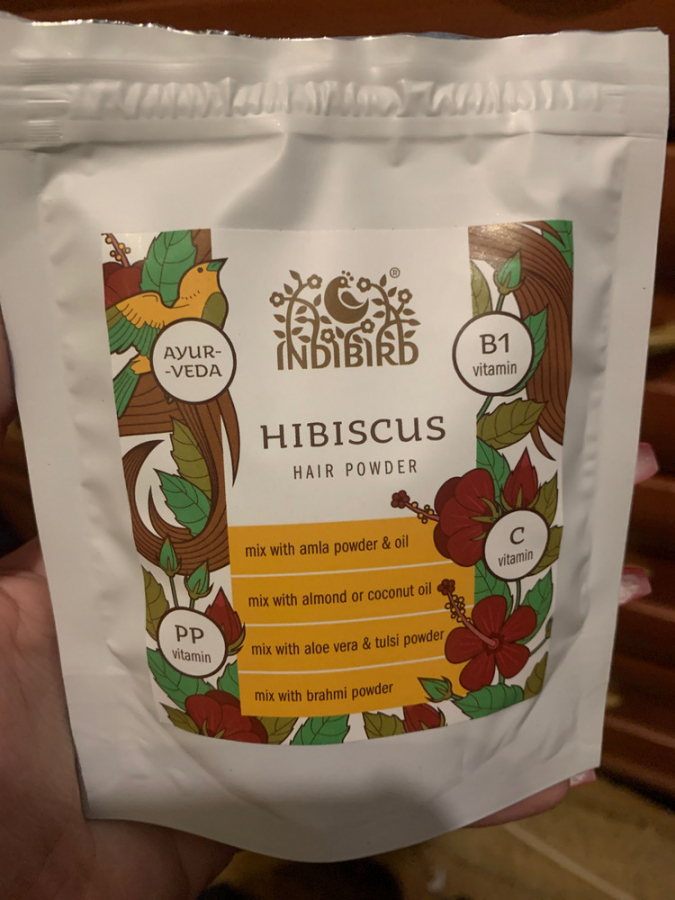 ®
INDIBIRD
AYUR-
-VEDA
B1
vitamin
HIBISCUS
HAIR POWDER
mix with amla powder & oil
C
vitamin
mix with almond or coconut oil
PP
vitamin
mix with aloe vera & tulsi powder
mix with brahmi powder